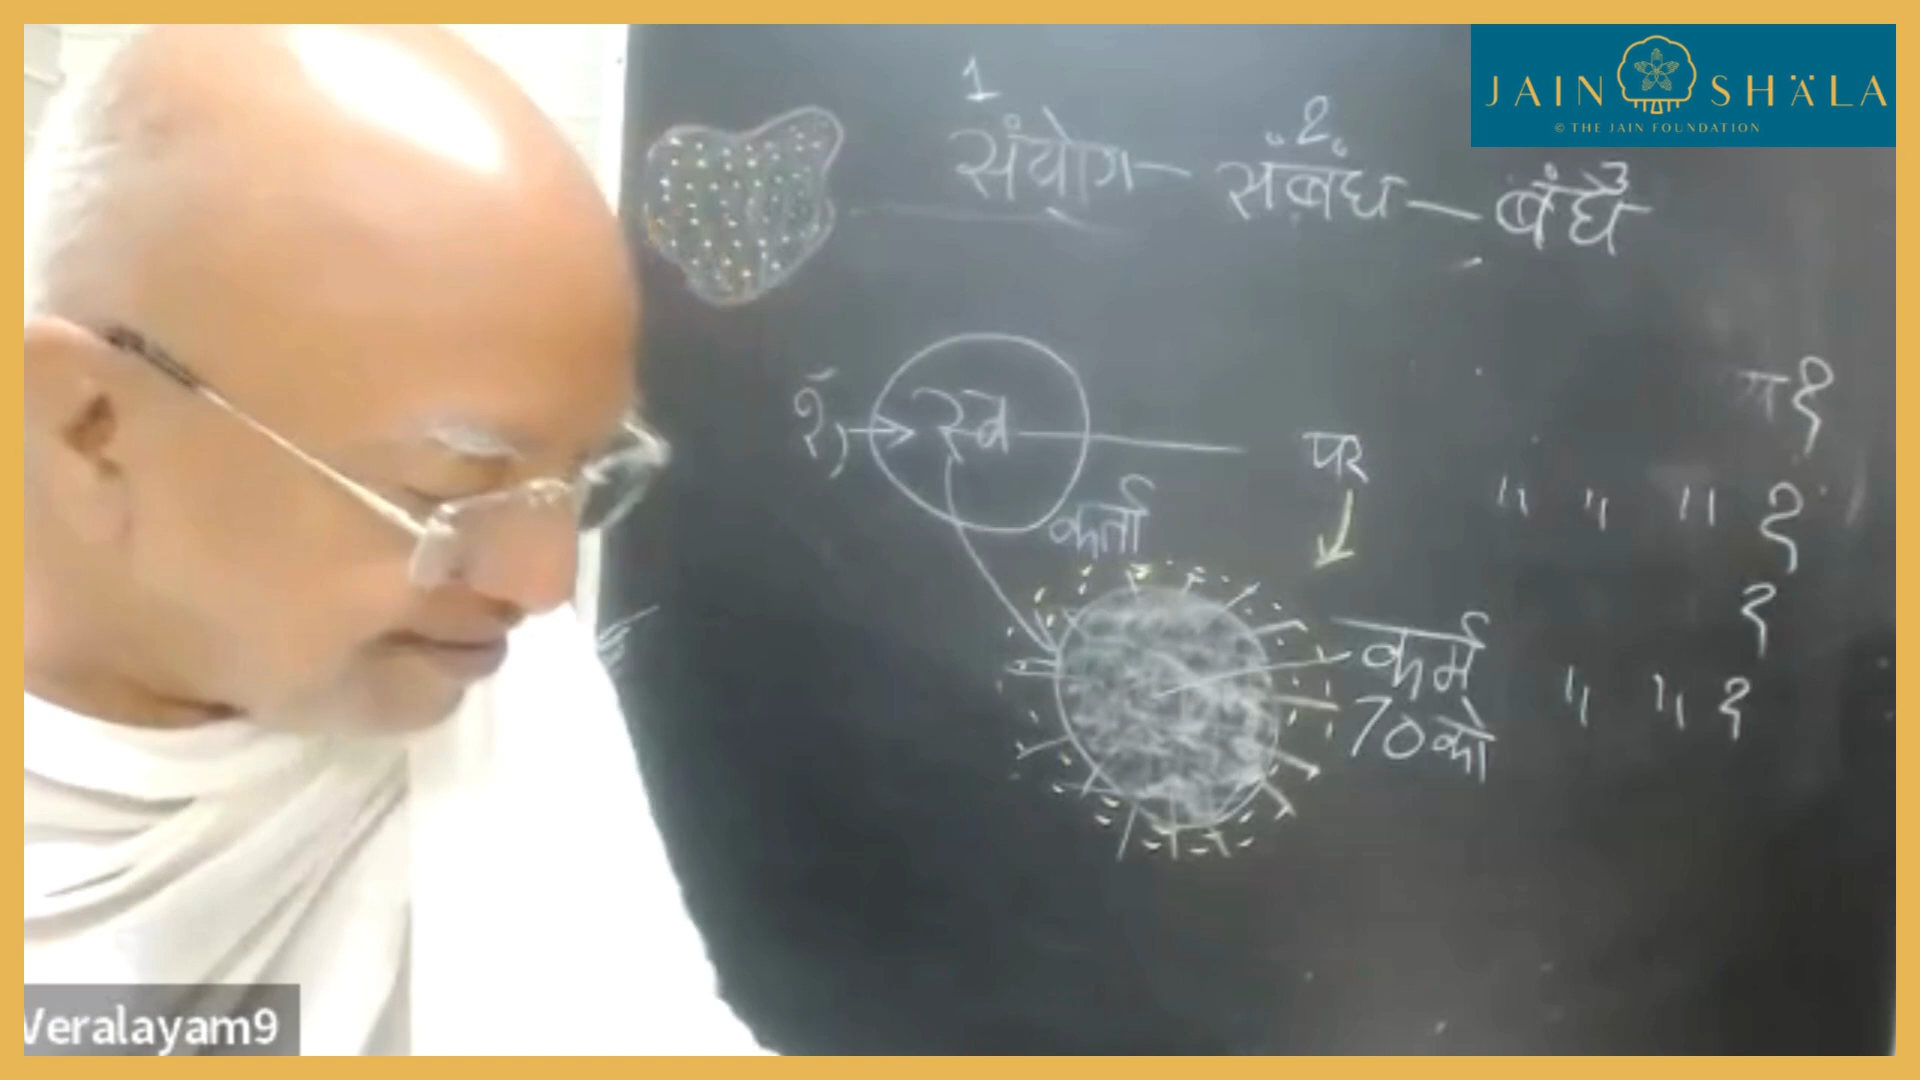 JAIN SHÄLA
© THE JAIN FOUNDATION
1 2 3
संयोग - संबंध - बंध
१) → स्व — पर
कर्ता
कर्म
70 को
Veralayam9